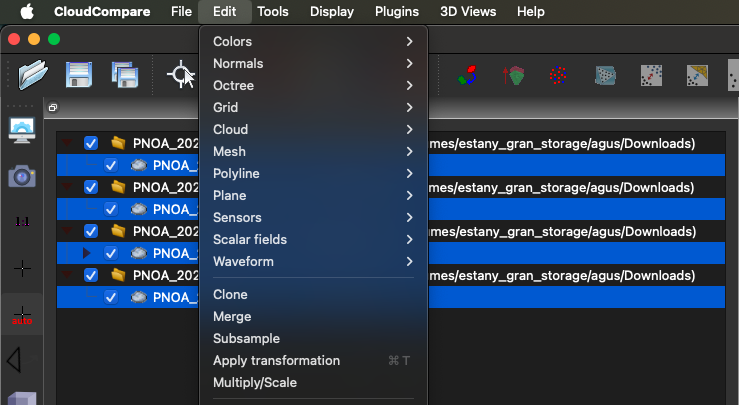 CloudCompare File Edit Tools Display Plugins 3D Views Help
Colors
Normals
Octree
Grid
Cloud
PNOA_202 mes/estany_gran_storage/agus/Downloads)
Mesh
PNOA_
Polyline
PNOA_202 mes/estany_gran_storage/agus/Downloads)
Plane
PNOA_
Sensors
1:1
Scalar fields
PNOA_202 umes/estany_gran_storage/agus/Downloads)
Waveform
PNOA_
PNOA_202 mes/estany_gran_storage/agus/Downloads)
Clone
PNOA_
Merge
auto
Subsample
Apply transformation ⌘ T
Multiply/Scale